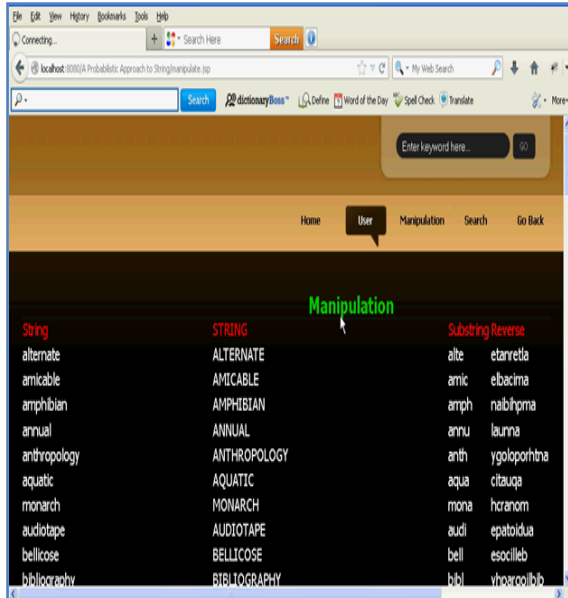 File Edit View History Bookmarks Tools Help
Connecting... + Search Here Search
localhost:8080/A Probabilistic Approach to String/manipulate.jsp My Web Search
Search dictionaryBoss Define Word of the Day Spell Check Translate More
Enter keyword here... GO
Home User Manipulation Search Go Back
Manipulation
String STRING Substring Reverse
alternate ALTERNATE alte etanretla
amicable AMICABLE amic elbacima
amphibian AMPHIBIAN amph naibihpma
annual ANNUAL annu launna
anthropology ANTHROPOLOGY anth ygoloporhtna
aquatic AQUATIC aqua citauqa
monarch MONARCH mona hcranom
audiotape AUDIOTAPE audi epatoidua
bellicose BELLICOSE bell esocilleb
bibliography BIBLIOGRAPHY bibl yhpargoilbib